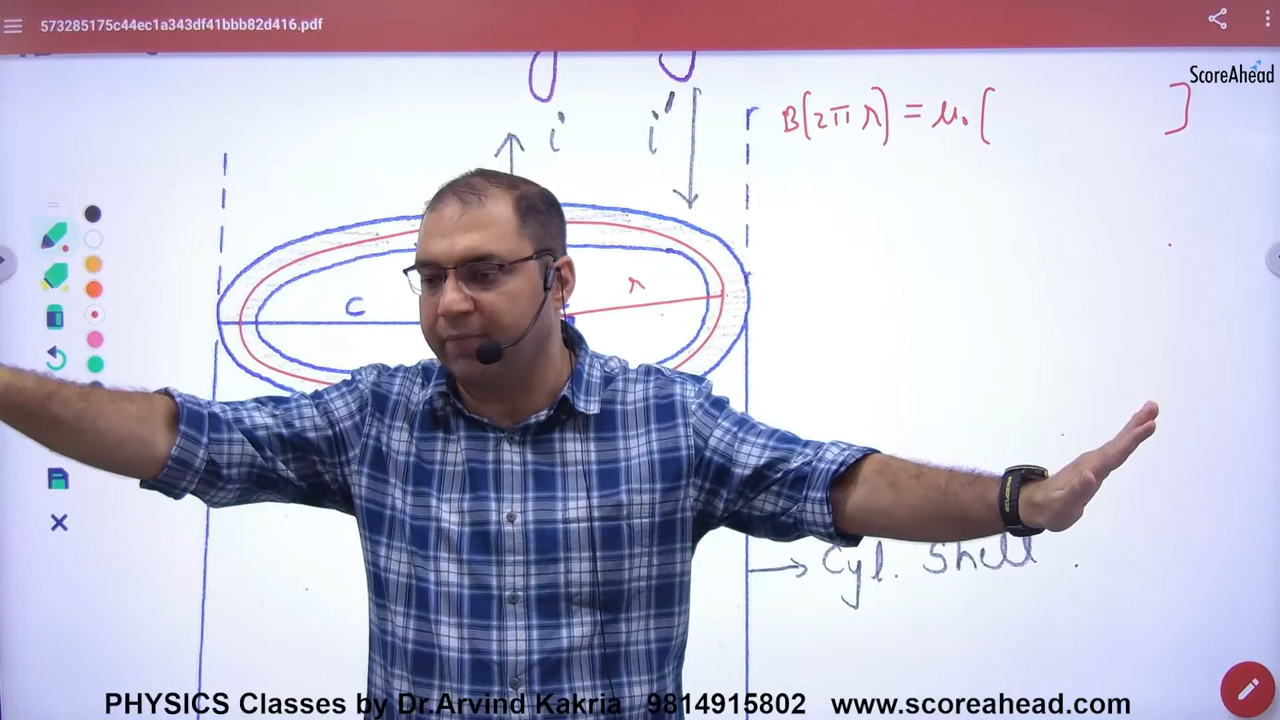 573285175c44ec1a343df41bbb82d416.pdf
ScoreAhead
B(2πr) = μ₀[ ]
i
i'
r
c
Cyl. Shell
PHYSICS Classes by Dr.Arvind Kakria 9814915802 www.scoreahead.com